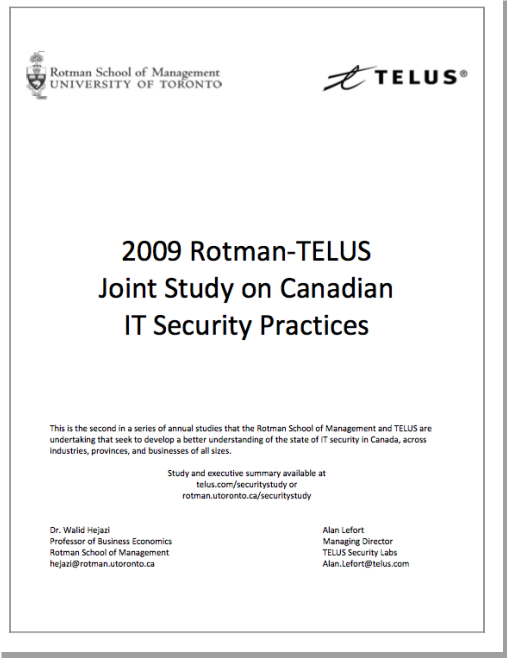 Rotman School of Management
UNIVERSITY OF TORONTO
TELUS®
2009 Rotman-TELUS
Joint Study on Canadian
IT Security Practices
This is the second in a series of annual studies that the Rotman School of Management and TELUS are
undertaking that seek to develop a better understanding of the state of IT security in Canada, across
industries, provinces, and businesses of all sizes.
Study and executive summary available at
telus.com/securitystudy or
rotman.utoronto.ca/securitystudy
Dr. Walid Hejazi
Professor of Business Economics
Rotman School of Management
hejazi@rotman.utoronto.ca
Alan Lefort
Managing Director
TELUS Security Labs
Alan.Lefort@telus.com